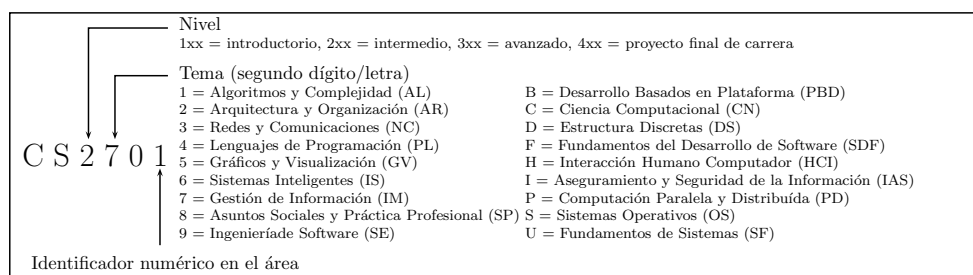 Nivel
1xx = introductorio, 2xx = intermedio, 3xx = avanzado, 4xx = proyecto final de carrera
Tema (segundo dígito/letra)
1 = Algoritmos y Complejidad (AL)
2 = Arquitectura y Organización (AR)
3 = Redes y Comunicaciones (NC)
4 = Lenguajes de Programación (PL)
5 = Gráficos y Visualización (GV)
6 = Sistemas Inteligentes (IS)
7 = Gestión de Información (IM)
8 = Asuntos Sociales y Práctica Profesional (SP)
9 = Ingenieríade Software (SE)
B = Desarrollo Basados en Plataforma (PBD)
C = Ciencia Computacional (CN)
D = Estructura Discretas (DS)
F = Fundamentos del Desarrollo de Software (SDF)
H = Interacción Humano Computador (HCI)
I = Aseguramiento y Seguridad de la Información (IAS)
P = Computación Paralela y Distribuída (PD)
S = Sistemas Operativos (OS)
U = Fundamentos de Sistemas (SF)
C S 2 7 0 1
Identificador numérico en el área